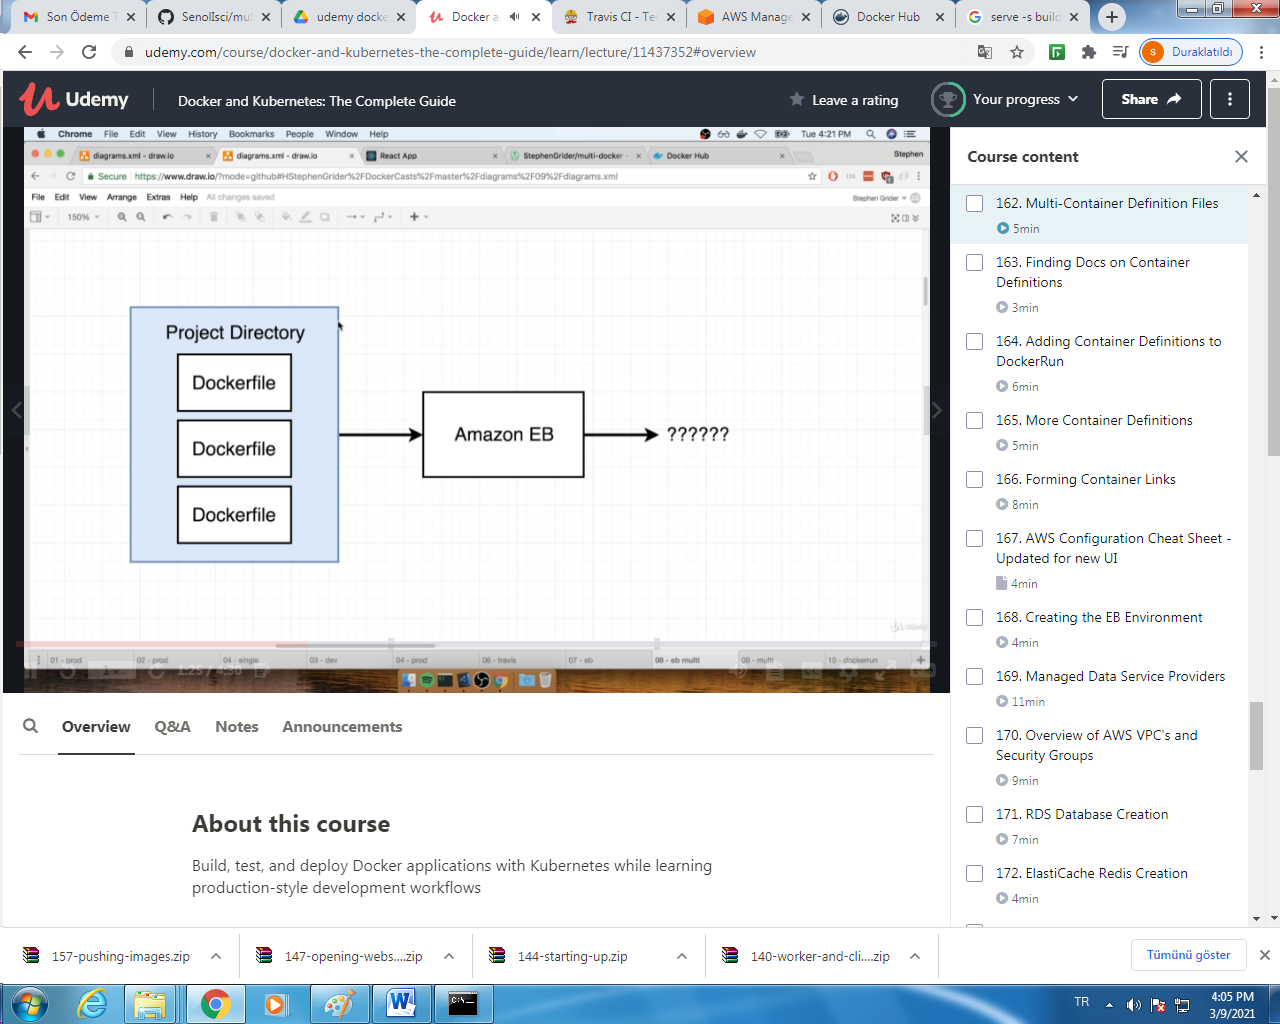 Son Ödeme T
SenolIsci/mul
udemy docke
Docker a
Travis CI - Te
AWS Manage
Docker Hub
serve -s build
udemy.com/course/docker-and-kubernetes-the-complete-guide/learn/lecture/11437352#overview
S
Duraklatıldı
Udemy
Docker and Kubernetes: The Complete Guide
Leave a rating
Your progress
Share
Chrome File Edit View History Bookmarks People Window Help
Tue 4:21 PM
diagrams.xml - draw.io
diagrams.xml - draw.io
React App
StephenGrider/multi-docker -
Docker Hub
Stephen
Secure
https://www.draw.io/?mode=github#HStephenGrider%2FDockerCasts%2Fmaster%2Fdiagrams%2F09%2Fdiagrams.xml
File Edit View Arrange Extras Help All changes saved
Stephen Grider
150%
Project Directory
Dockerfile
Dockerfile
Dockerfile
Amazon EB
??????
Udemy
01 - prod
02 - prod
04 - single
03 - dev
04 - prod
06 - travis
07 - eb
08 - eb multi
09 - multi
10 - dockerrun
1:25 / 4:30
Course content
162. Multi-Container Definition Files
5min
163. Finding Docs on Container
Definitions
3min
164. Adding Container Definitions to
DockerRun
6min
165. More Container Definitions
5min
166. Forming Container Links
8min
167. AWS Configuration Cheat Sheet -
Updated for new UI
4min
168. Creating the EB Environment
4min
169. Managed Data Service Providers
11min
170. Overview of AWS VPC's and
Security Groups
9min
171. RDS Database Creation
7min
172. ElastiCache Redis Creation
4min
Overview
Q&A
Notes
Announcements
About this course
Build, test, and deploy Docker applications with Kubernetes while learning
production-style development workflows
157-pushing-images.zip
147-opening-webs....zip
144-starting-up.zip
140-worker-and-cli....zip
Tümünü göster
TR
4:05 PM
3/9/2021